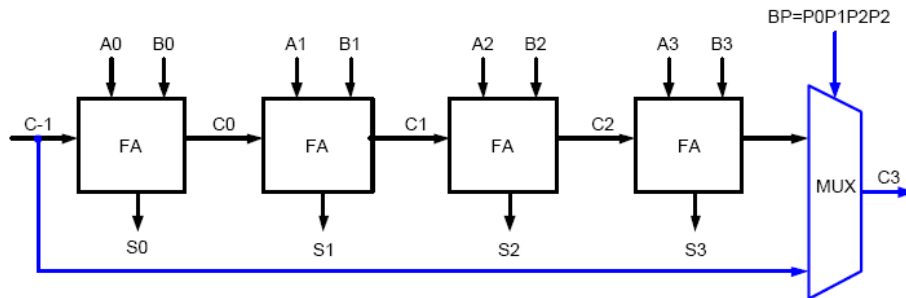 BP=P0P1P2P2
A0 B0 A1 B1 A2 B2 A3 B3
C-1 C0 C1 C2
FA FA FA FA
MUX C3
S0 S1 S2 S3